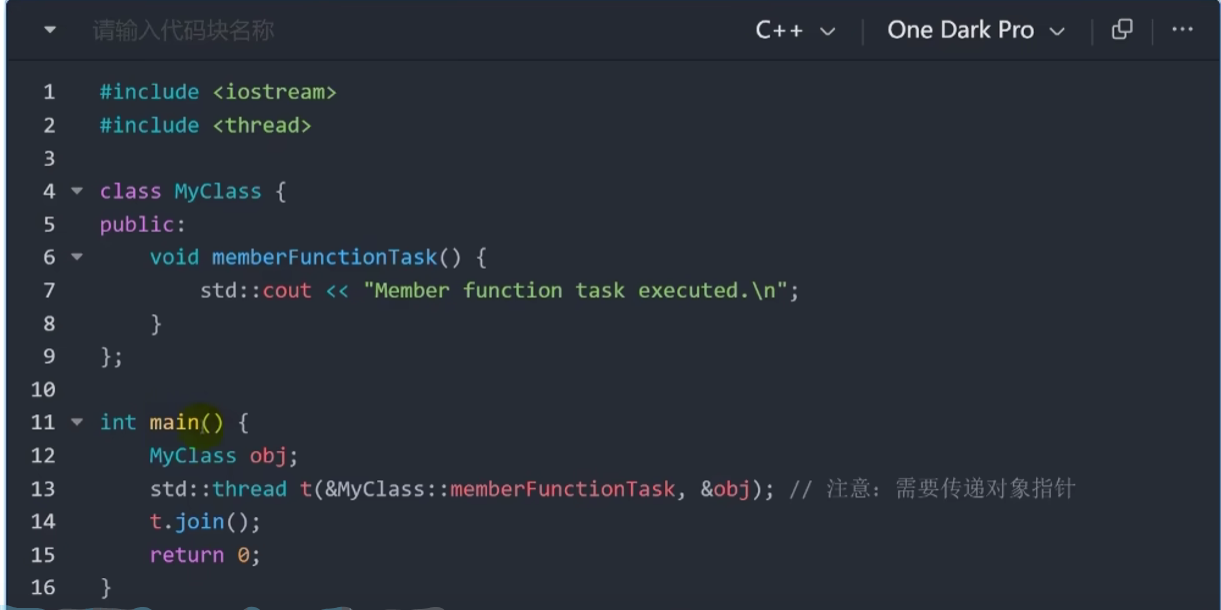 请输入代码块名称 C++ One Dark Pro
1 #include <iostream>
2 #include <thread>
3
4 class MyClass {
5 public:
6     void memberFunctionTask() {
7         std::cout << "Member function task executed.\n";
8     }
9 };
10
11 int main() {
12     MyClass obj;
13     std::thread t(&MyClass::memberFunctionTask, &obj); // 注意：需要传递对象指针
14     t.join();
15     return 0;
16 }